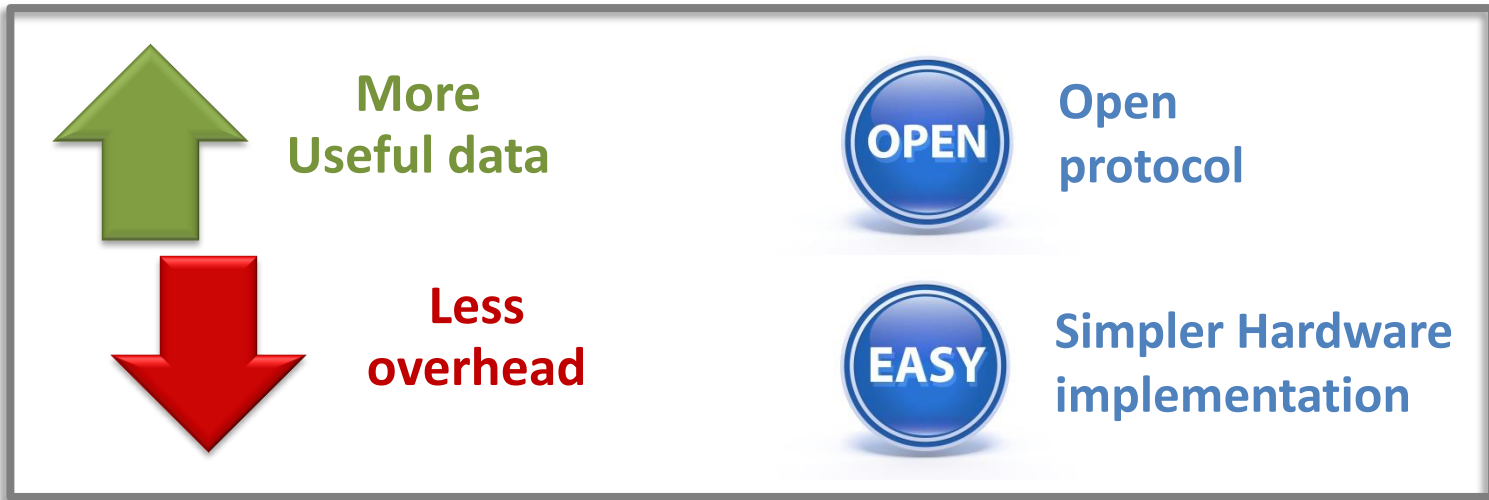 More
Useful data
Less
overhead
OPEN
Open
protocol
EASY
Simpler Hardware
implementation